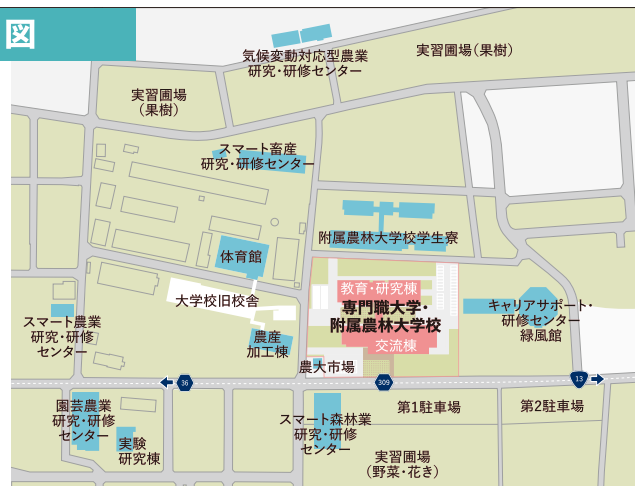 図
気候変動対応型農業
研究・研修センター
実習圃場(果樹)
実習圃場
(果樹)
スマート畜産
研究・研修センター
附属農林大学校学生寮
体育館
教育・研究棟
専門職大学・
附属農林大学校
交流棟
大学校旧校舎
キャリアサポート・
研修センター
緑風館
スマート農業
研究・研修
センター
農産
加工棟
農大市場
36
309
13
園芸農業
研究・研修
センター
実験
研究棟
スマート森林業
研究・研修
センター
第1駐車場
第2駐車場
実習圃場
(野菜・花き)